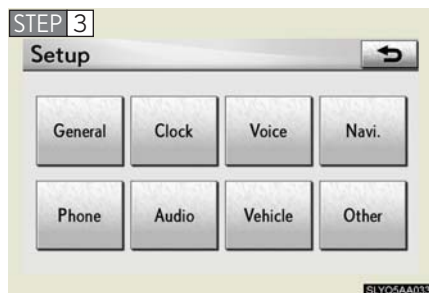 STEP 3
Setup
General Clock Voice Navi.
Phone Audio Vehicle Other
SLYO5AA033